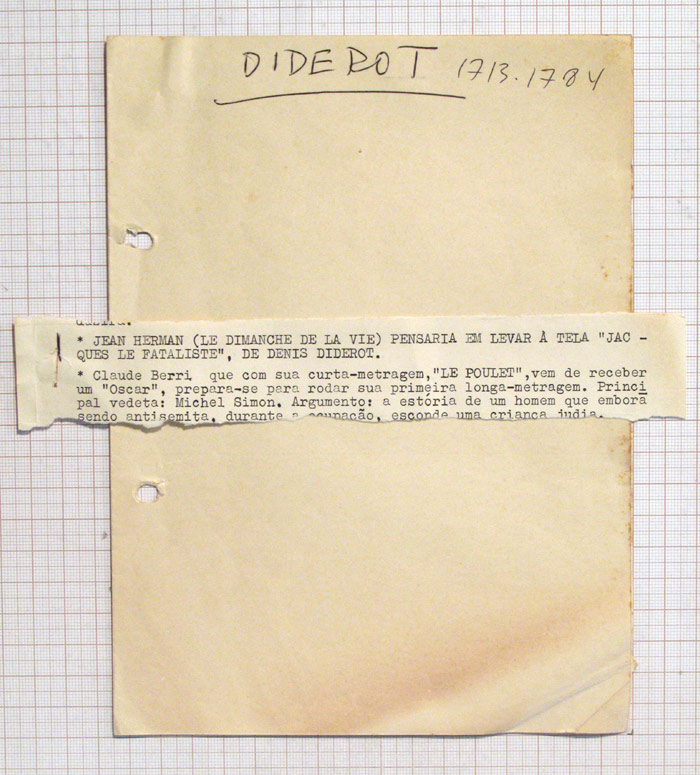 DIDEROT 1713.1784
* JEAN HERMAN (LE DIMANCHE DE LA VIE) PENSARIA EM LEVAR À TELA "JAC -
QUES LE FATALISTE", DE DENIS DIDEROT.
* Claude Berri que com sua curta-metragem,"LE POULET",vem de receber
um "Oscar", prepara-se para rodar sua primeira longa-metragem. Princi
pal vedeta: Michel Simon. Argumento: a estória de um homem que embora
sendo antisemita, durante a ocupação, esconde uma criança judia.